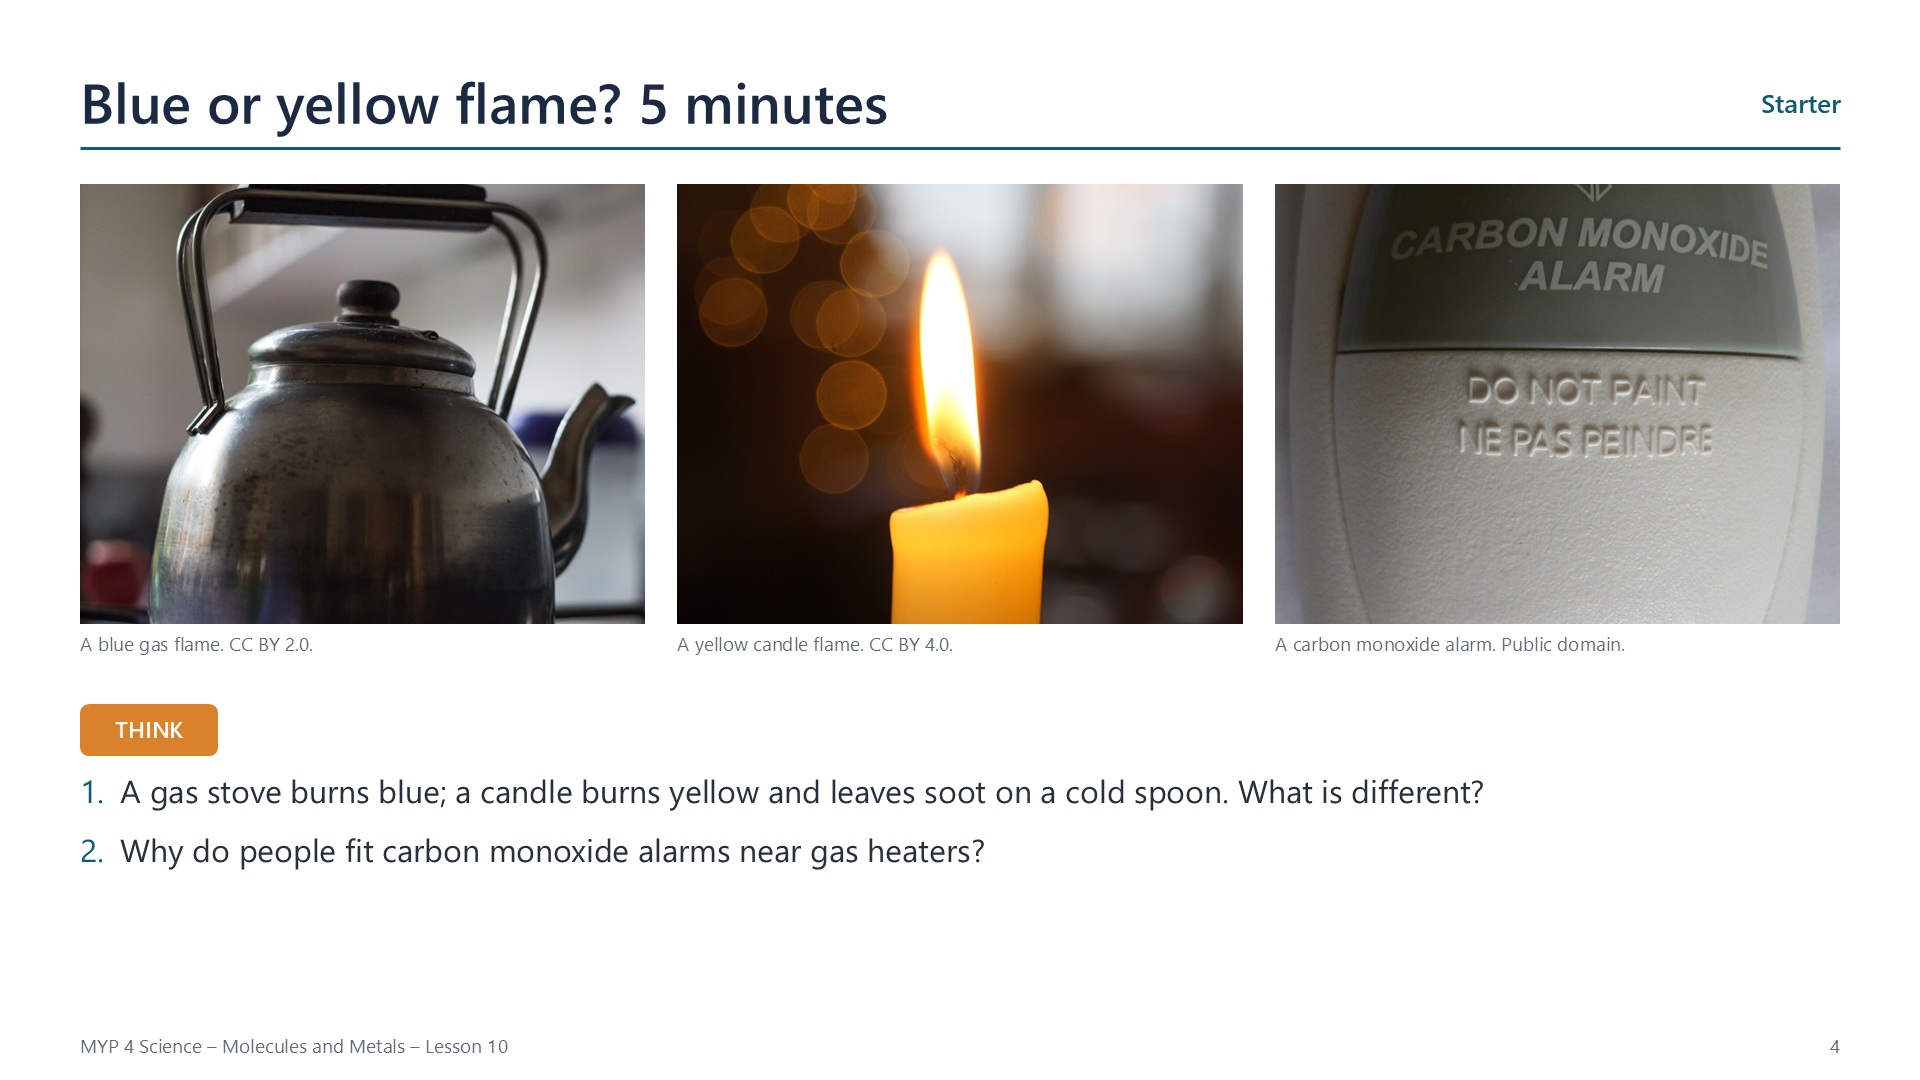 Blue or yellow flame? 5 minutes
Starter
CARBON MONOXIDE
ALARM
DO NOT PAINT
NE PAS PEINDRE
A blue gas flame. CC BY 2.0.
A yellow candle flame. CC BY 4.0.
A carbon monoxide alarm. Public domain.
THINK
1. A gas stove burns blue; a candle burns yellow and leaves soot on a cold spoon. What is different?
2. Why do people fit carbon monoxide alarms near gas heaters?
MYP 4 Science – Molecules and Metals – Lesson 10
4